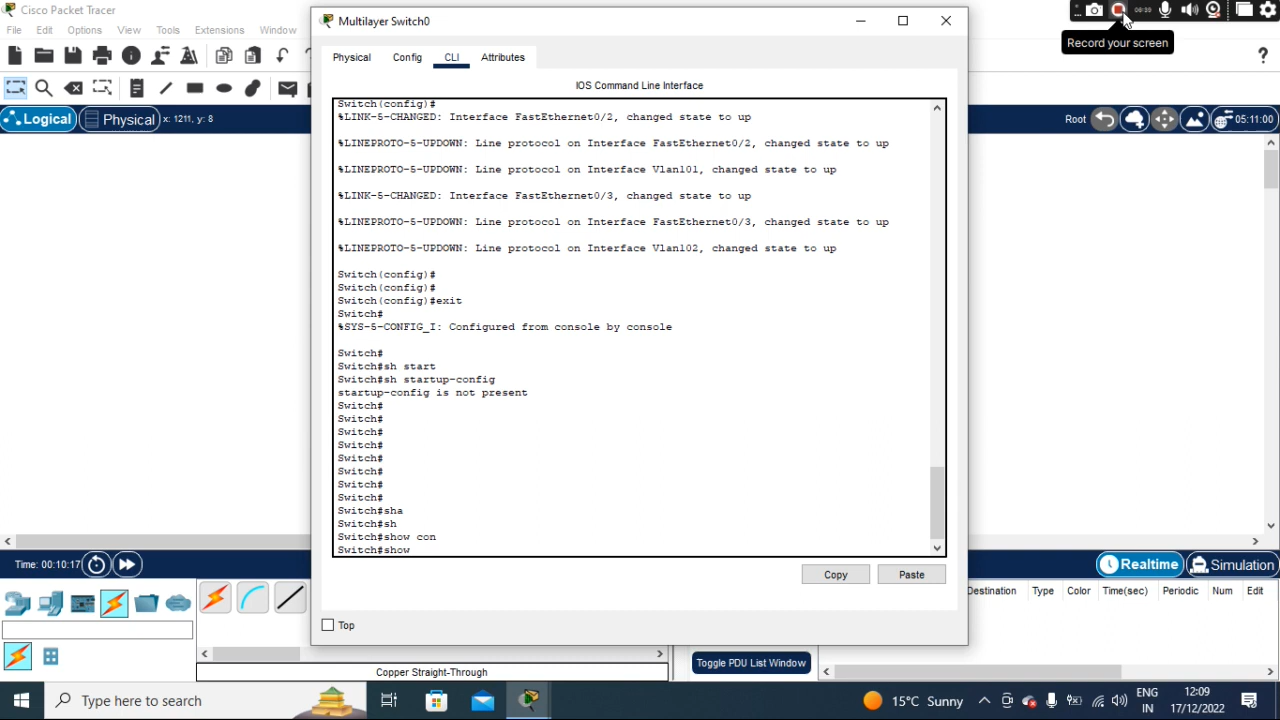 Cisco Packet Tracer
File Edit Options View Tools Extensions Window
Logical Physical x: 1211, y: 8
Root 05:11:00
00:39
Record your screen
Multilayer Switch0
Physical Config CLI Attributes
IOS Command Line Interface
Switch(config)#
%LINK-5-CHANGED: Interface FastEthernet0/2, changed state to up
%LINEPROTO-5-UPDOWN: Line protocol on Interface FastEthernet0/2, changed state to up
%LINEPROTO-5-UPDOWN: Line protocol on Interface Vlan101, changed state to up
%LINK-5-CHANGED: Interface FastEthernet0/3, changed state to up
%LINEPROTO-5-UPDOWN: Line protocol on Interface FastEthernet0/3, changed state to up
%LINEPROTO-5-UPDOWN: Line protocol on Interface Vlan102, changed state to up
Switch(config)#
Switch(config)#
Switch(config)#exit
Switch#
%SYS-5-CONFIG_I: Configured from console by console
Switch#
Switch#sh start
Switch#sh startup-config
startup-config is not present
Switch#
Switch#
Switch#
Switch#
Switch#
Switch#
Switch#
Switch#
Switch#sha
Switch#sh
Switch#show con
Switch#show
Copy Paste
Top
Time: 00:10:17
Realtime Simulation
Destination Type Color Time(sec) Periodic Num Edit
Toggle PDU List Window
Copper Straight-Through
Type here to search
15°C Sunny
ENG
IN
12:09
17/12/2022